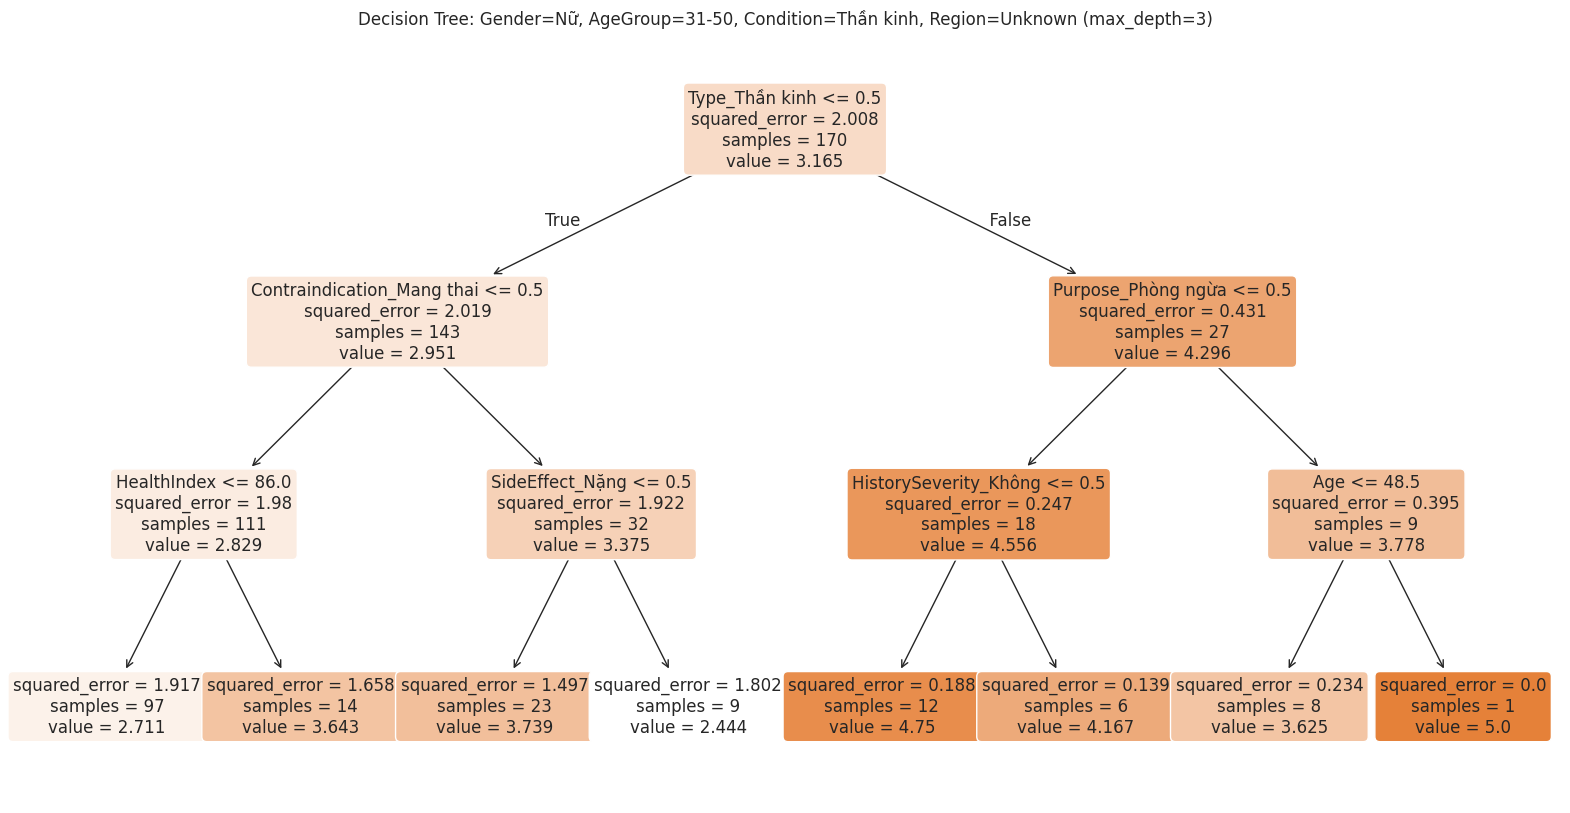 Decision Tree: Gender=Nữ, AgeGroup=31-50, Condition=Thần kinh, Region=Unknown (max_depth=3)
Type_Thần kinh <= 0.5
squared_error = 2.008
samples = 170
value = 3.165
True
False
Contraindication_Mang thai <= 0.5
squared_error = 2.019
samples = 143
value = 2.951
Purpose_Phòng ngừa <= 0.5
squared_error = 0.431
samples = 27
value = 4.296
HealthIndex <= 86.0
squared_error = 1.98
samples = 111
value = 2.829
SideEffect_Nặng <= 0.5
squared_error = 1.922
samples = 32
value = 3.375
HistorySeverity_Không <= 0.5
squared_error = 0.247
samples = 18
value = 4.556
Age <= 48.5
squared_error = 0.395
samples = 9
value = 3.778
squared_error = 1.917
samples = 97
value = 2.711
squared_error = 1.658
samples = 14
value = 3.643
squared_error = 1.497
samples = 23
value = 3.739
squared_error = 1.802
samples = 9
value = 2.444
squared_error = 0.188
samples = 12
value = 4.75
squared_error = 0.139
samples = 6
value = 4.167
squared_error = 0.234
samples = 8
value = 3.625
squared_error = 0.0
samples = 1
value = 5.0